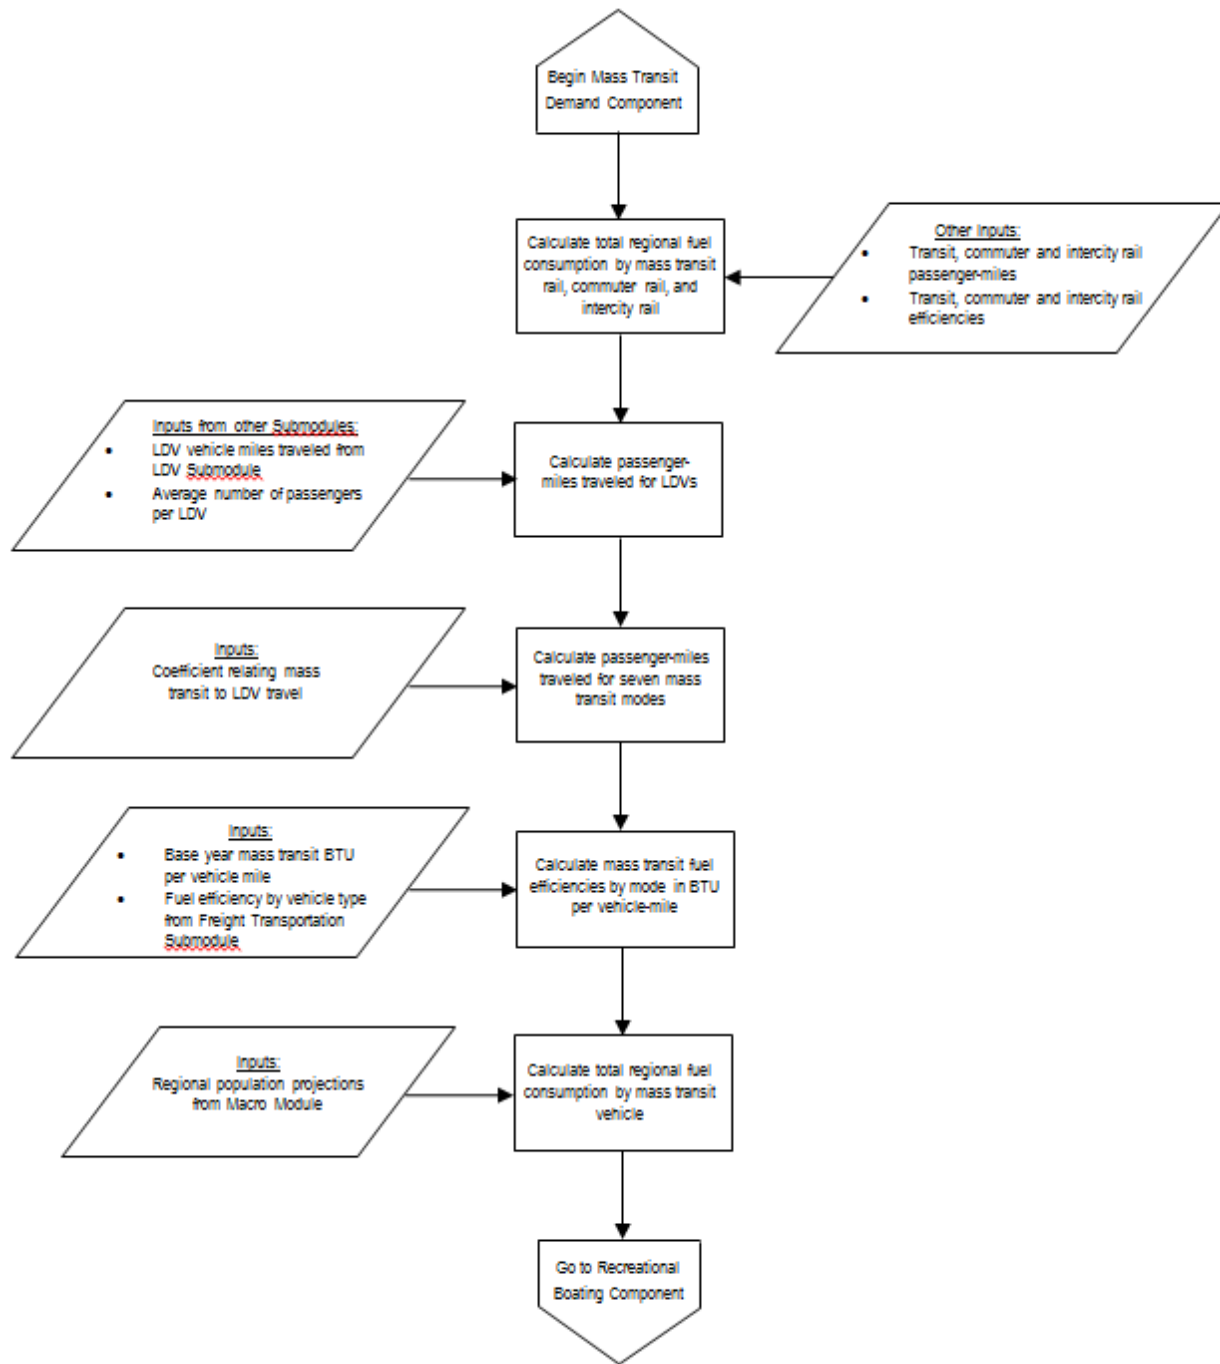 Begin Mass Transit
Demand Component
Calculate total regional fuel
consumption by mass transit
rail, commuter rail, and
intercity rail
Other Inputs:
• Transit, commuter and intercity rail
passenger-miles
• Transit, commuter and intercity rail
efficiencies
Inputs from other Submodules:
• LDV vehicle miles traveled from
LDV Submodule
• Average number of passengers
per LDV
Calculate passenger-
miles traveled for LDVs
Inputs:
Coefficient relating mass
transit to LDV travel
Calculate passenger-miles
traveled for seven mass
transit modes
Inputs:
• Base year mass transit BTU
per vehicle mile
• Fuel efficiency by vehicle type
from Freight Transportation
Submodule
Calculate mass transit fuel
efficiencies by mode in BTU
per vehicle-mile
Inputs:
Regional population projections
from Macro Module
Calculate total regional fuel
consumption by mass transit
vehicle
Go to Recreational
Boating Component